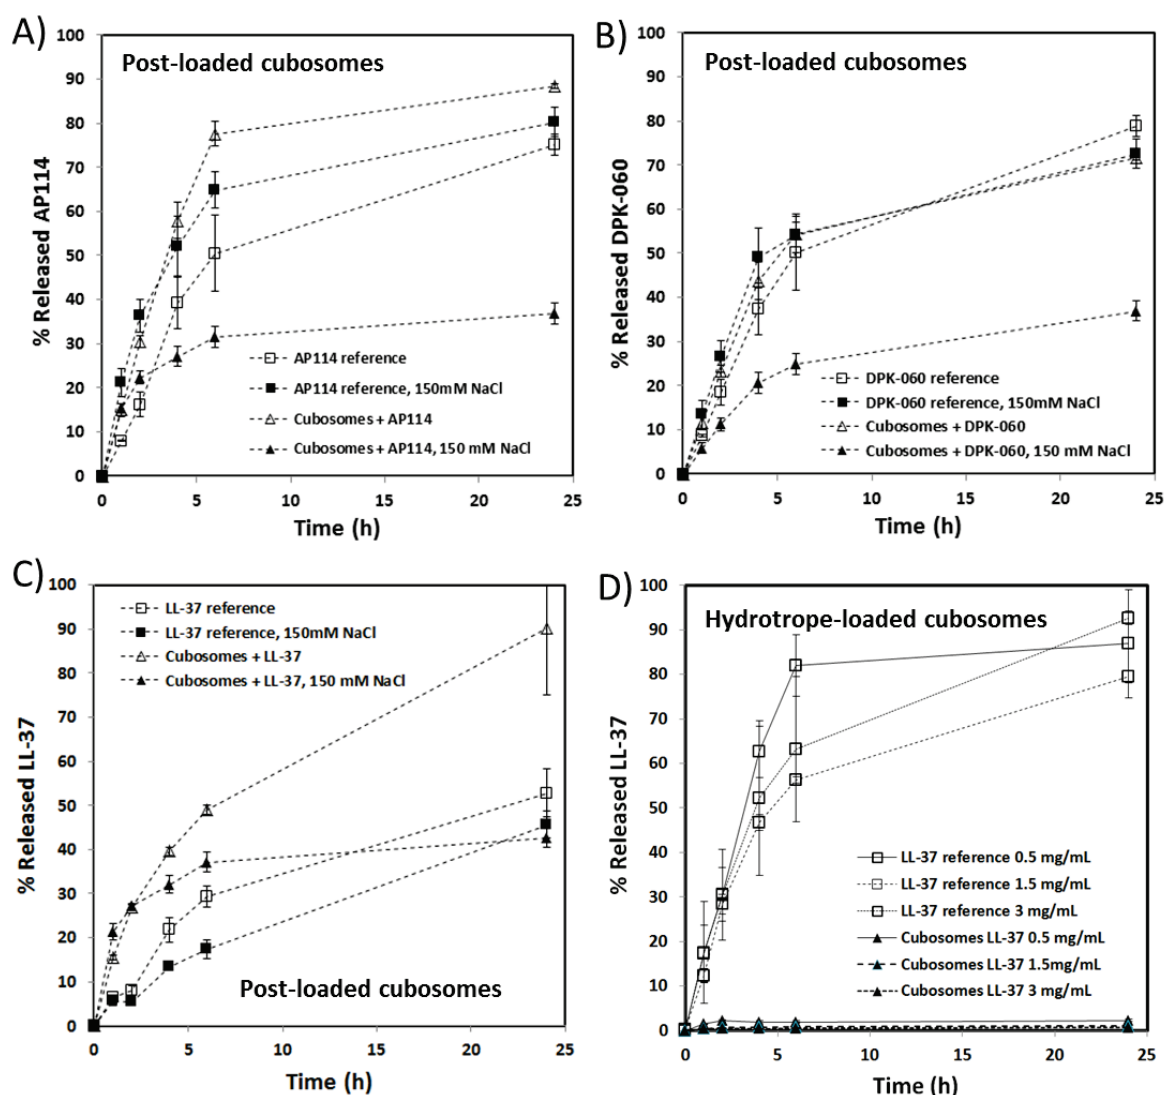 A)
Post-loaded cubosomes
% Released AP114
100
90
80
70
60
50
40
30
20
10
0
AP114 reference
AP114 reference, 150mM NaCl
Cubosomes + AP114
Cubosomes + AP114, 150 mM NaCl
0 5 10 15 20 25
Time (h)
B)
Post-loaded cubosomes
% Released DPK-060
100
90
80
70
60
50
40
30
20
10
0
DPK-060 reference
DPK-060 reference, 150mM NaCl
Cubosomes + DPK-060
Cubosomes + DPK-060, 150 mM NaCl
0 5 10 15 20 25
Time (h)
C)
% Released LL-37
100
90
80
70
60
50
40
30
20
10
0
LL-37 reference
LL-37 reference, 150mM NaCl
Cubosomes + LL-37
Cubosomes + LL-37, 150 mM NaCl
Post-loaded cubosomes
0 5 10 15 20 25
Time (h)
D)
Hydrotrope-loaded cubosomes
% Released LL-37
100
90
80
70
60
50
40
30
20
10
0
LL-37 reference 0.5 mg/mL
LL-37 reference 1.5 mg/mL
LL-37 reference 3 mg/mL
Cubosomes LL-37 0.5 mg/mL
Cubosomes LL-37 1.5mg/mL
Cubosomes LL-37 3 mg/mL
0 5 10 15 20 25
Time (h)